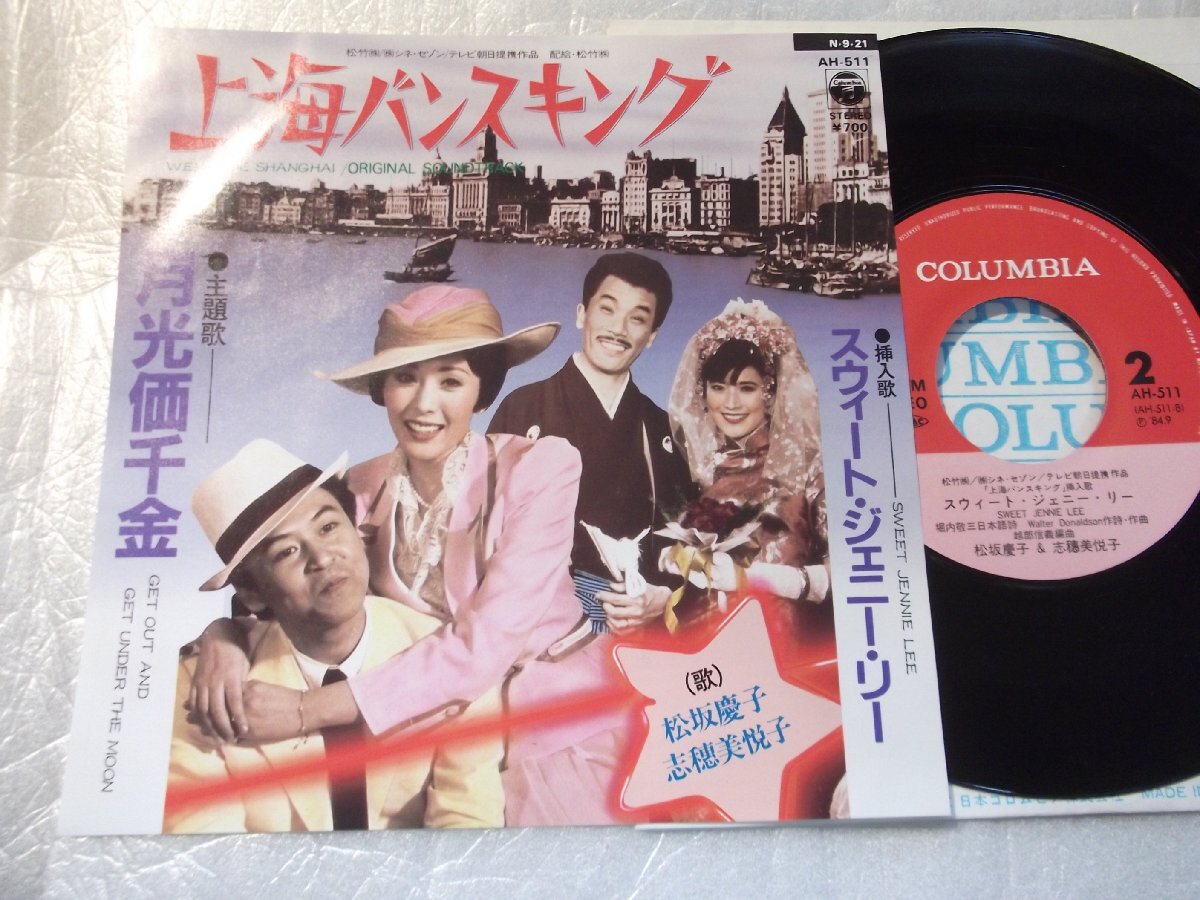 松竹㈱/㈱シネ・セゾン/テレビ朝日提携作品 配給・松竹㈱
上海バンスキング
SHANGHAI /ORIGINAL SOUNDTRACK
N・9・21
AH-511
Columbia
STEREO
¥700
●主題歌
月光価千金
GET OUT AND
GET UNDER THE MOON
●挿入歌
スウィート・ジェニー・リー
SWEET JENNIE LEE
(歌)
松坂慶子
志穂美悦子
COLUMBIA
2
AH-511
(AH-511-B)
Ⓟ '84.9
松竹㈱/㈱シネ・セゾン/テレビ朝日提携作品
「上海バンスキング」挿入歌
スウィート・ジェニー・リー
SWEET JENNIE LEE
堀内敬三日本語詩 Walter Donaldson作詩・作曲
越部信義編曲
松坂慶子 & 志穂美悦子
UMB
OLU
MADE IN